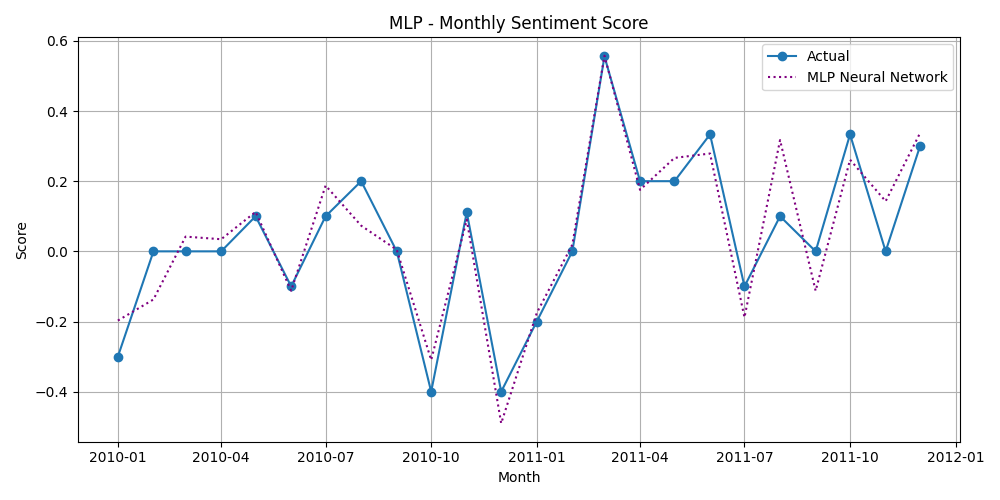 MLP - Monthly Sentiment Score
Actual
MLP Neural Network
0.6
0.4
0.2
0.0
−0.2
−0.4
Score
2010-01 2010-04 2010-07 2010-10 2011-01 2011-04 2011-07 2011-10 2012-01
Month